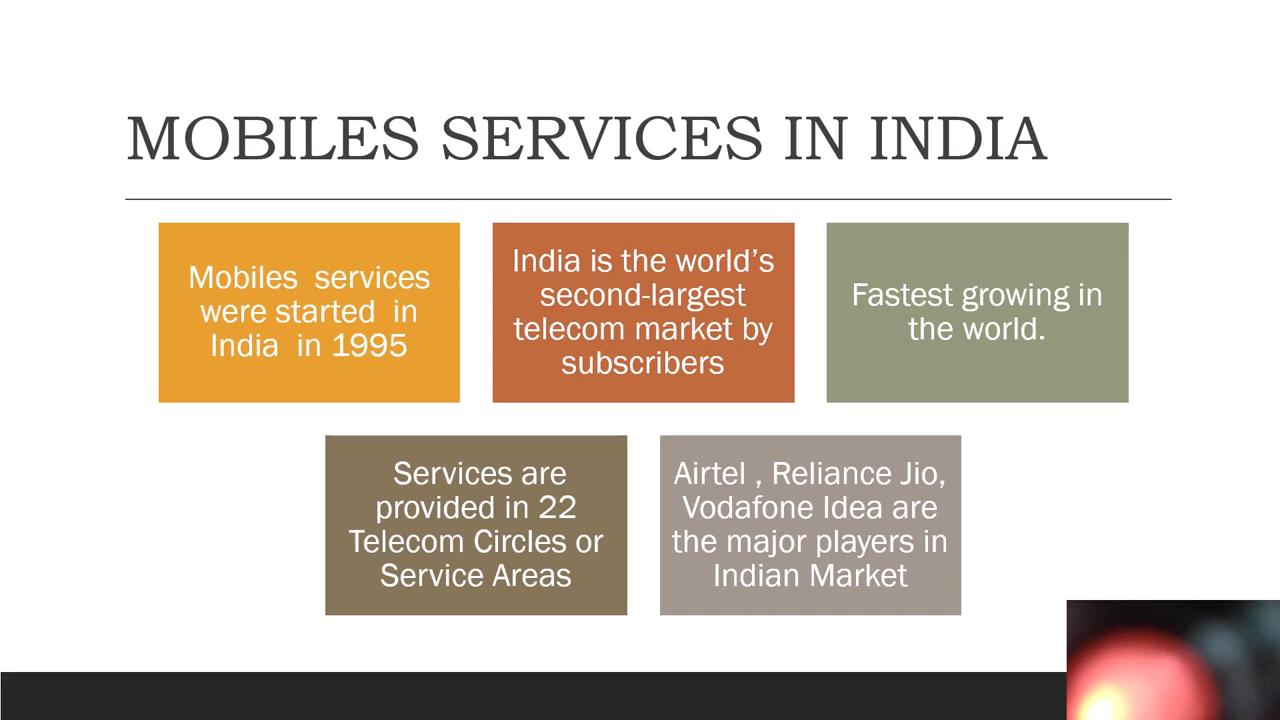 MOBILES SERVICES IN INDIA
Mobiles  services
were started  in
India  in 1995
India is the world’s
second-largest
telecom market by
subscribers
Fastest growing in
the world.
Services are
provided in 22
Telecom Circles or
Service Areas
Airtel , Reliance Jio,
Vodafone Idea are
the major players in
Indian Market